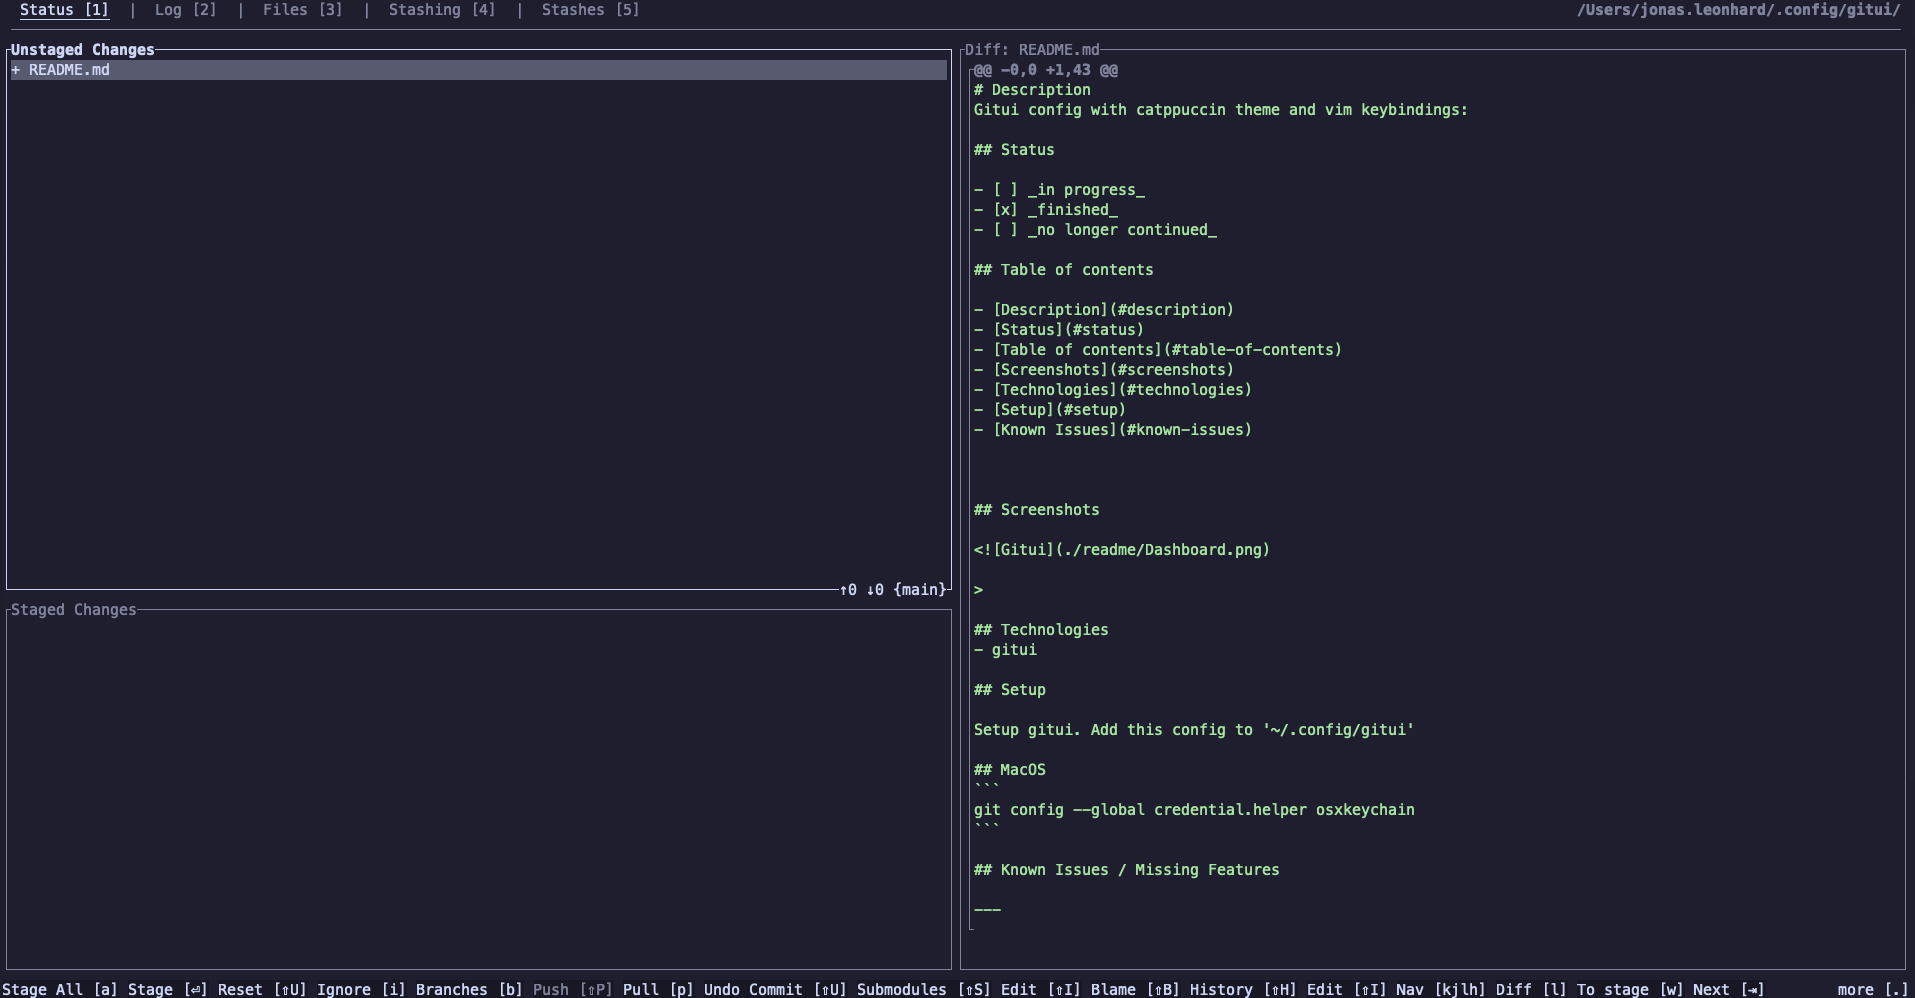 Status [1] | Log [2] | Files [3] | Stashing [4] | Stashes [5] /Users/jonas.leonhard/.config/gitui/
Unstaged Changes
+ README.md
↑0 ↓0 {main}
Staged Changes
Diff: README.md
@@ -0,0 +1,43 @@
# Description
Gitui config with catppuccin theme and vim keybindings:
## Status
- [ ] _in progress_
- [x] _finished_
- [ ] _no longer continued_
## Table of contents
- [Description](#description)
- [Status](#status)
- [Table of contents](#table-of-contents)
- [Screenshots](#screenshots)
- [Technologies](#technologies)
- [Setup](#setup)
- [Known Issues](#known-issues)
## Screenshots
<![Gitui](./readme/Dashboard.png)
>
## Technologies
- gitui
## Setup
Setup gitui. Add this config to '~/.config/gitui'
## MacOS
```
git config --global credential.helper osxkeychain
```
## Known Issues / Missing Features
---
Stage All [a] Stage [⏎] Reset [⇧U] Ignore [i] Branches [b] Push [⇧P] Pull [p] Undo Commit [⇧U] Submodules [⇧S] Edit [⇧I] Blame [⇧B] History [⇧H] Edit [⇧I] Nav [kjlh] Diff [l] To stage [w] Next [⇥] more [.]